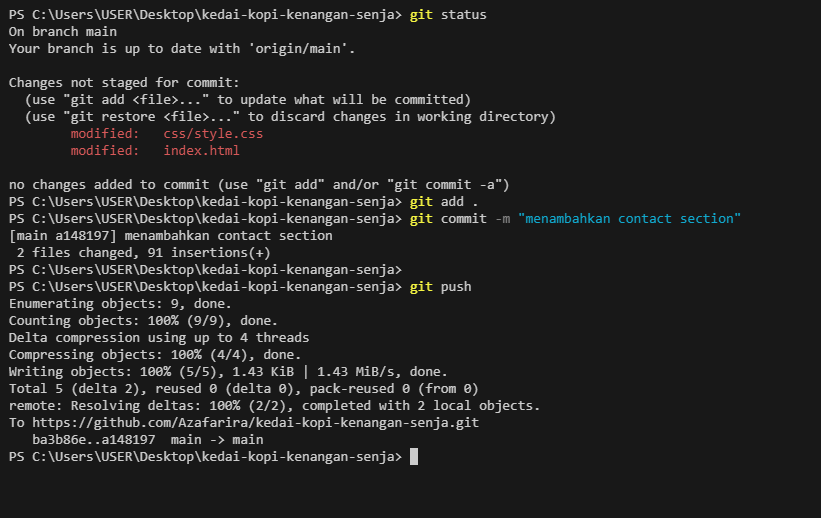 PS C:\Users\USER\Desktop\kedai-kopi-kenangan-senja> git status
On branch main
Your branch is up to date with 'origin/main'.
Changes not staged for commit:
  (use "git add <file>..." to update what will be committed)
  (use "git restore <file>..." to discard changes in working directory)
        modified:   css/style.css
        modified:   index.html
no changes added to commit (use "git add" and/or "git commit -a")
PS C:\Users\USER\Desktop\kedai-kopi-kenangan-senja> git add .
PS C:\Users\USER\Desktop\kedai-kopi-kenangan-senja> git commit -m "menambahkan contact section"
[main a148197] menambahkan contact section
 2 files changed, 91 insertions(+)
PS C:\Users\USER\Desktop\kedai-kopi-kenangan-senja>
PS C:\Users\USER\Desktop\kedai-kopi-kenangan-senja> git push
Enumerating objects: 9, done.
Counting objects: 100% (9/9), done.
Delta compression using up to 4 threads
Compressing objects: 100% (4/4), done.
Writing objects: 100% (5/5), 1.43 KiB | 1.43 MiB/s, done.
Total 5 (delta 2), reused 0 (delta 0), pack-reused 0 (from 0)
remote: Resolving deltas: 100% (2/2), completed with 2 local objects.
To https://github.com/Azafarira/kedai-kopi-kenangan-senja.git
   ba3b86e..a148197  main -> main
PS C:\Users\USER\Desktop\kedai-kopi-kenangan-senja>